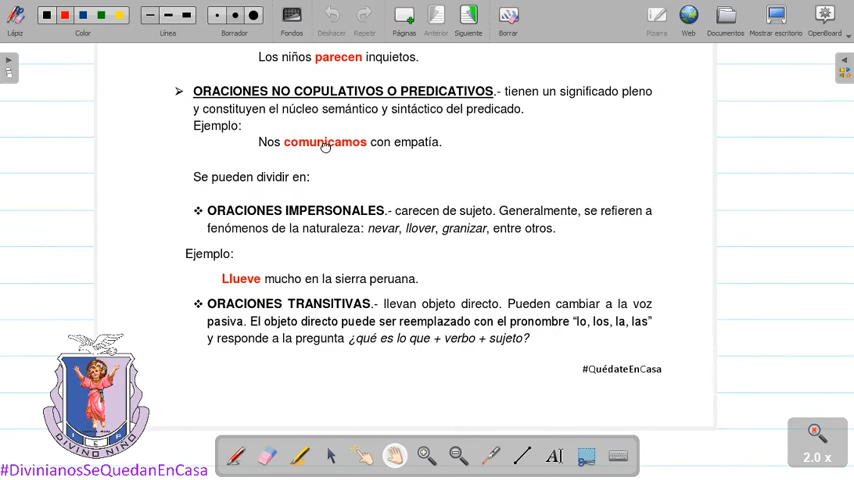 Lápiz
Color
Línea
Borrador
Fondos
Deshacer
Repetir
Páginas
Anterior
Siguiente
Borrar
Pizarra
Web
Documentos
Mostrar escritorio
OpenBoard
Los niños parecen inquietos.
➢ ORACIONES NO COPULATIVOS O PREDICATIVOS.- tienen un significado pleno
y constituyen el núcleo semántico y sintáctico del predicado.
Ejemplo:
Nos comunicamos con empatía.
Se pueden dividir en:
❖ ORACIONES IMPERSONALES.- carecen de sujeto. Generalmente, se refieren a
fenómenos de la naturaleza: nevar, llover, granizar, entre otros.
Ejemplo:
Llueve mucho en la sierra peruana.
❖ ORACIONES TRANSITIVAS.- llevan objeto directo. Pueden cambiar a la voz
pasiva. El objeto directo puede ser reemplazado con el pronombre “lo, los, la, las”
y responde a la pregunta ¿qué es lo que + verbo + sujeto?
#QuédateEnCasa
DIVINO NIÑO
#DivinianosSeQuedanEnCasa
2.0 x